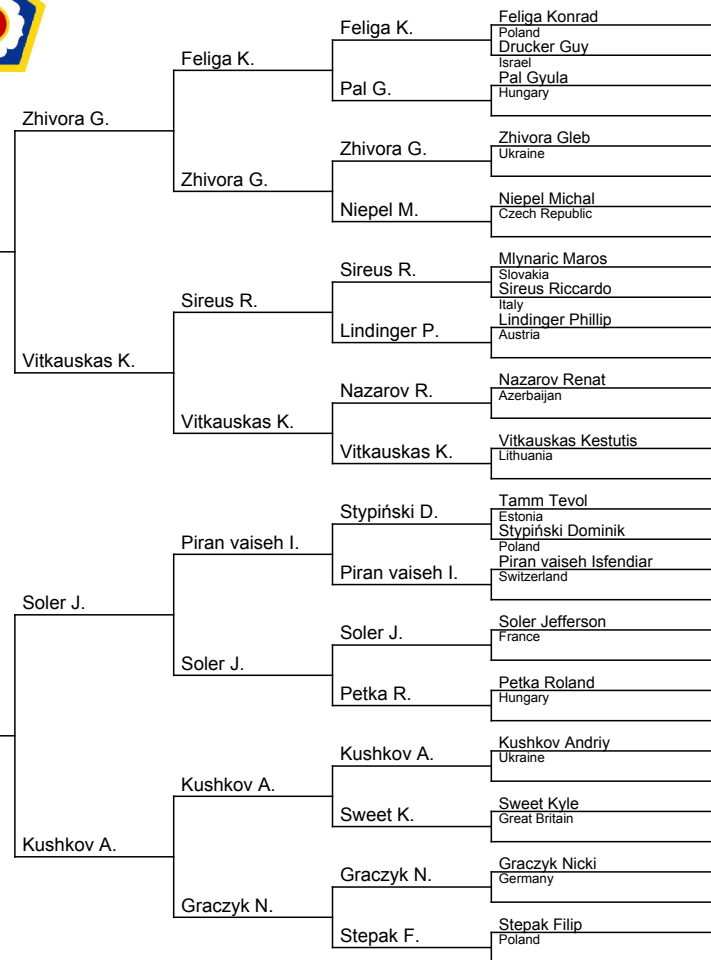 Feliga Konrad
Feliga K.
Poland
Drucker Guy
Feliga K.
Israel
Pal Gyula
Pal G.
Hungary
Zhivora G.
Zhivora Gleb
Zhivora G.
Ukraine
Zhivora G.
Niepel Michal
Niepel M.
Czech Republic
Mlynaric Maros
Sireus R.
Slovakia
Sireus Riccardo
Sireus R.
Italy
Lindinger Phillip
Lindinger P.
Austria
Vitkauskas K.
Nazarov Renat
Nazarov R.
Azerbaijan
Vitkauskas K.
Vitkauskas Kestutis
Vitkauskas K.
Lithuania
Tamm Tevol
Stypiński D.
Estonia
Stypiński Dominik
Piran vaiseh I.
Poland
Piran vaiseh Isfendiar
Piran vaiseh I.
Switzerland
Soler J.
Soler Jefferson
Soler J.
France
Soler J.
Petka Roland
Petka R.
Hungary
Kushkov Andriy
Kushkov A.
Ukraine
Kushkov A.
Sweet Kyle
Sweet K.
Great Britain
Kushkov A.
Graczyk Nicki
Graczyk N.
Germany
Graczyk N.
Stepak Filip
Stepak F.
Poland